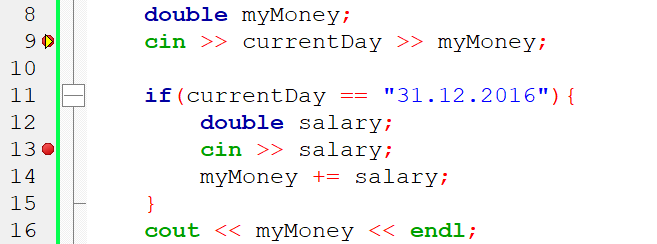 8 double myMoney;
9 cin >> currentDay >> myMoney;
10
11 if(currentDay == "31.12.2016"){
12 double salary;
13 cin >> salary;
14 myMoney += salary;
15 }
16 cout << myMoney << endl;